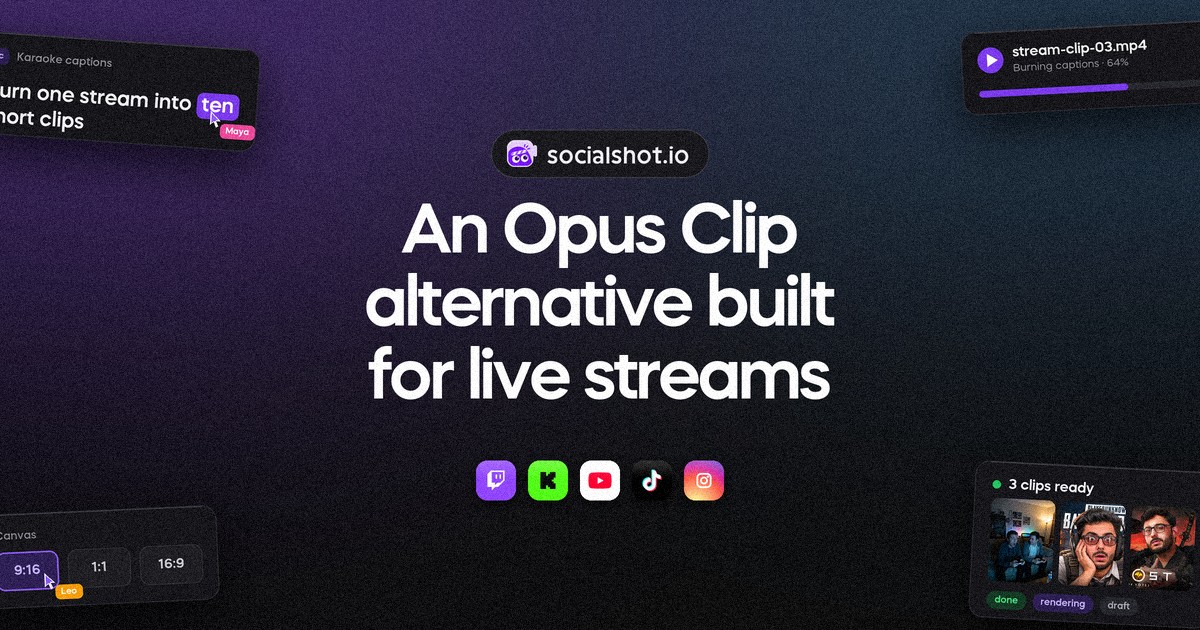 Karaoke captions
urn one stream into ten
hort clips
Maya
stream-clip-03.mp4
Burning captions · 64%
socialshot.io
An Opus Clip
alternative built
for live streams
Canvas
9:16
1:1
16:9
Leo
3 clips ready
S T
done
rendering
draft